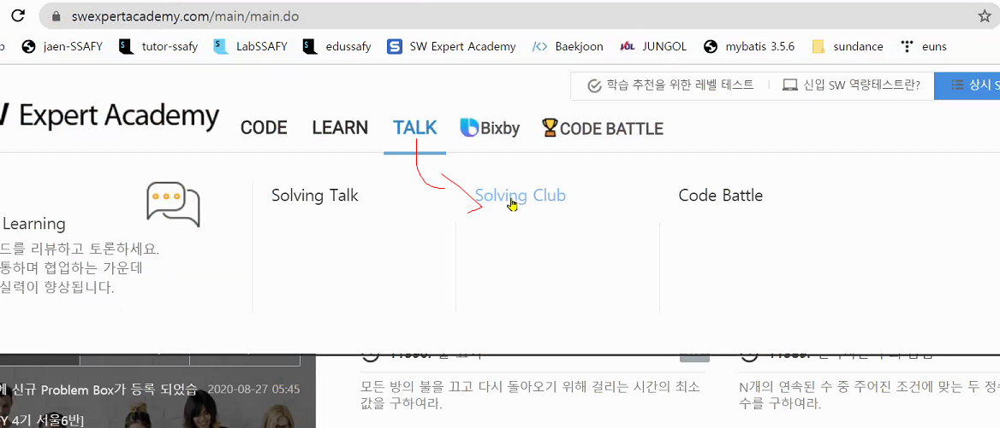 swexpertacademy.com/main/main.do
jaen-SSAFY tutor-ssafy LabSSAFY edussafy SW Expert Academy Baekjoon JUNGOL mybatis 3.5.6 sundance euns
학습 추천을 위한 레벨 테스트 신입 SW 역량테스트란? 상시
Expert Academy CODE LEARN TALK Bixby CODE BATTLE
Solving Talk Solving Club Code Battle
Learning
드를 리뷰하고 토론하세요.
통하며 협업하는 가운데
실력이 향상됩니다.
에 신규 Problem Box가 등록 되었습 2020-08-27 05:45
모든 방의 불을 끄고 다시 돌아오기 위해 걸리는 시간의 최소
값을 구하여라.
N개의 연속된 수 중 주어진 조건에 맞는 두 정수
수를 구하여라.
4기 서울6반]